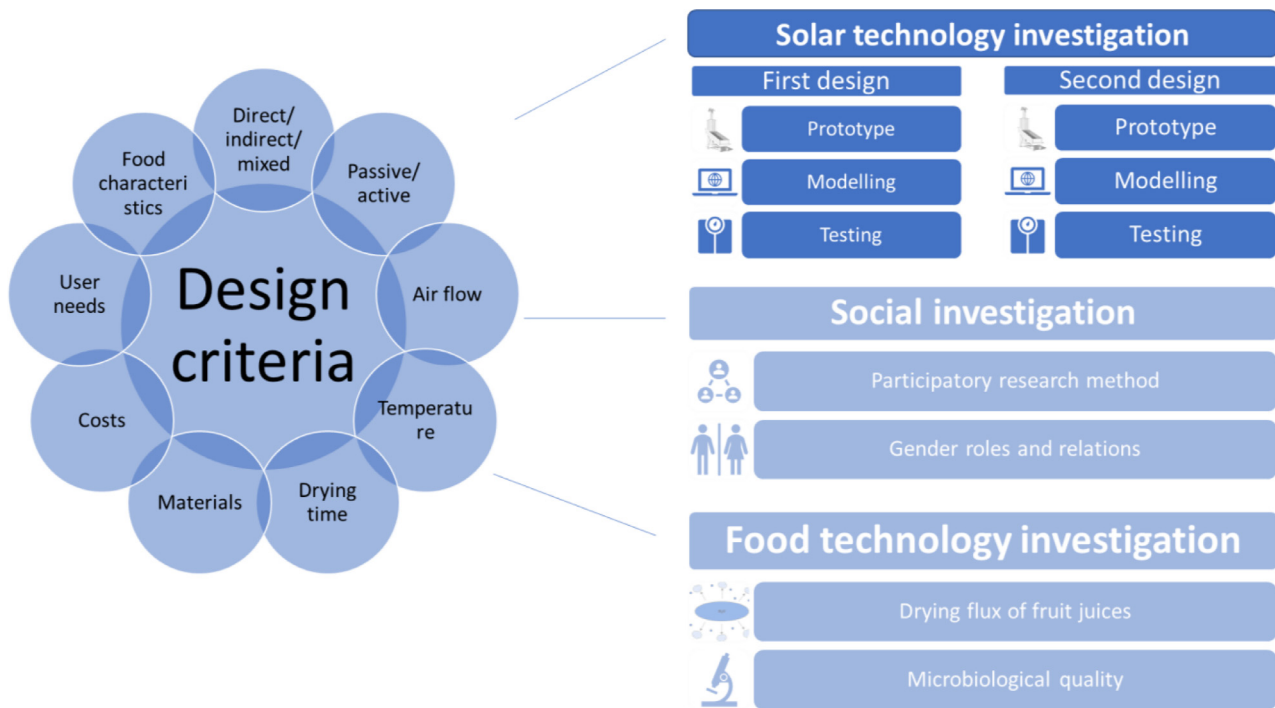 Direct/
indirect/
mixed
Passive/
active
Air flow
Temperatu
re
Drying
time
Materials
Costs
User
needs
Food
characteri
stics
Design
criteria
Solar technology investigation
First design
Prototype
Modelling
Testing
Second design
Prototype
Modelling
Testing
Social investigation
Participatory research method
Gender roles and relations
Food technology investigation
Drying flux of fruit juices
Microbiological quality